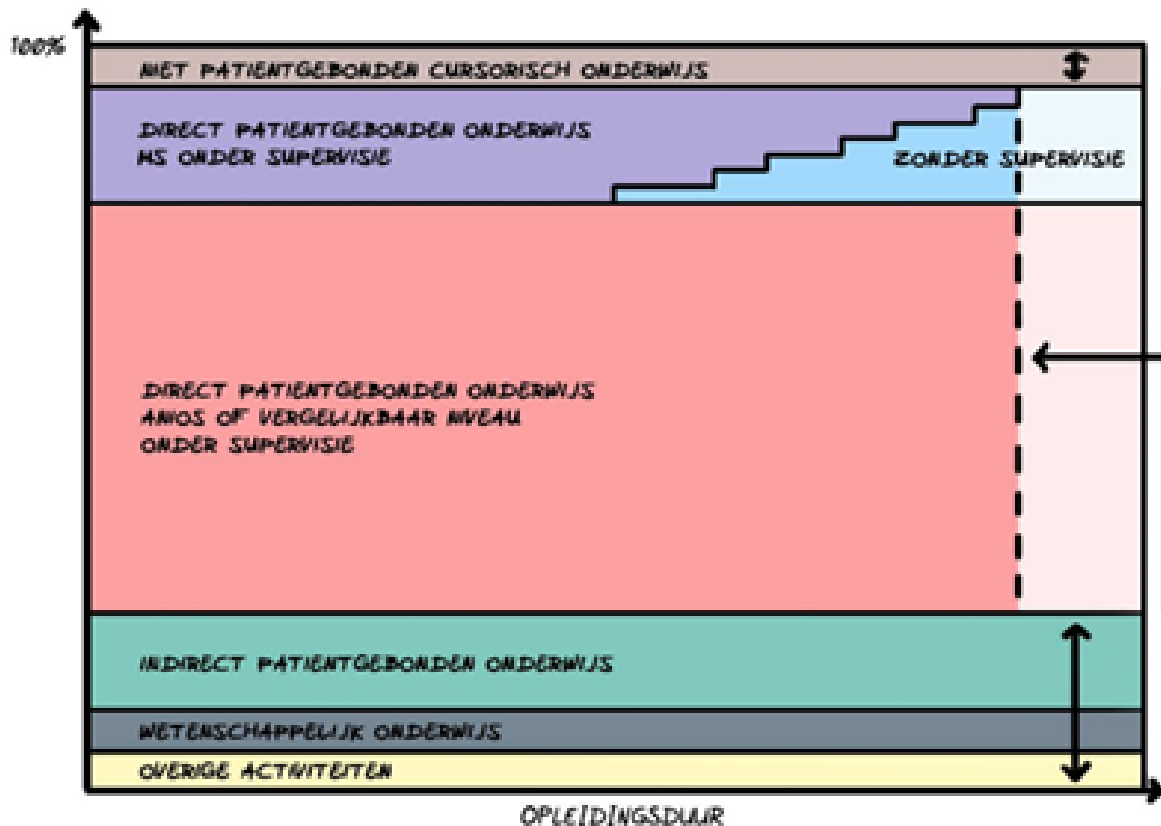 100%
NIET PATIENTGEBONDEN CURSORISCH ONDERWIJS
DIRECT PATIENTGEBONDEN ONDERWIJS
MS ONDER SUPERVISIE
ZONDER SUPERVISIE
DIRECT PATIENTGEBONDEN ONDERWIJS
ANIOS OF VERGELIJKBAAR NIVEAU
ONDER SUPERVISIE
INDIRECT PATIENTGEBONDEN ONDERWIJS
WETENSCHAPPELIJK ONDERWIJS
OVERIGE ACTIVITEITEN
OPLEIDINGSDUUR